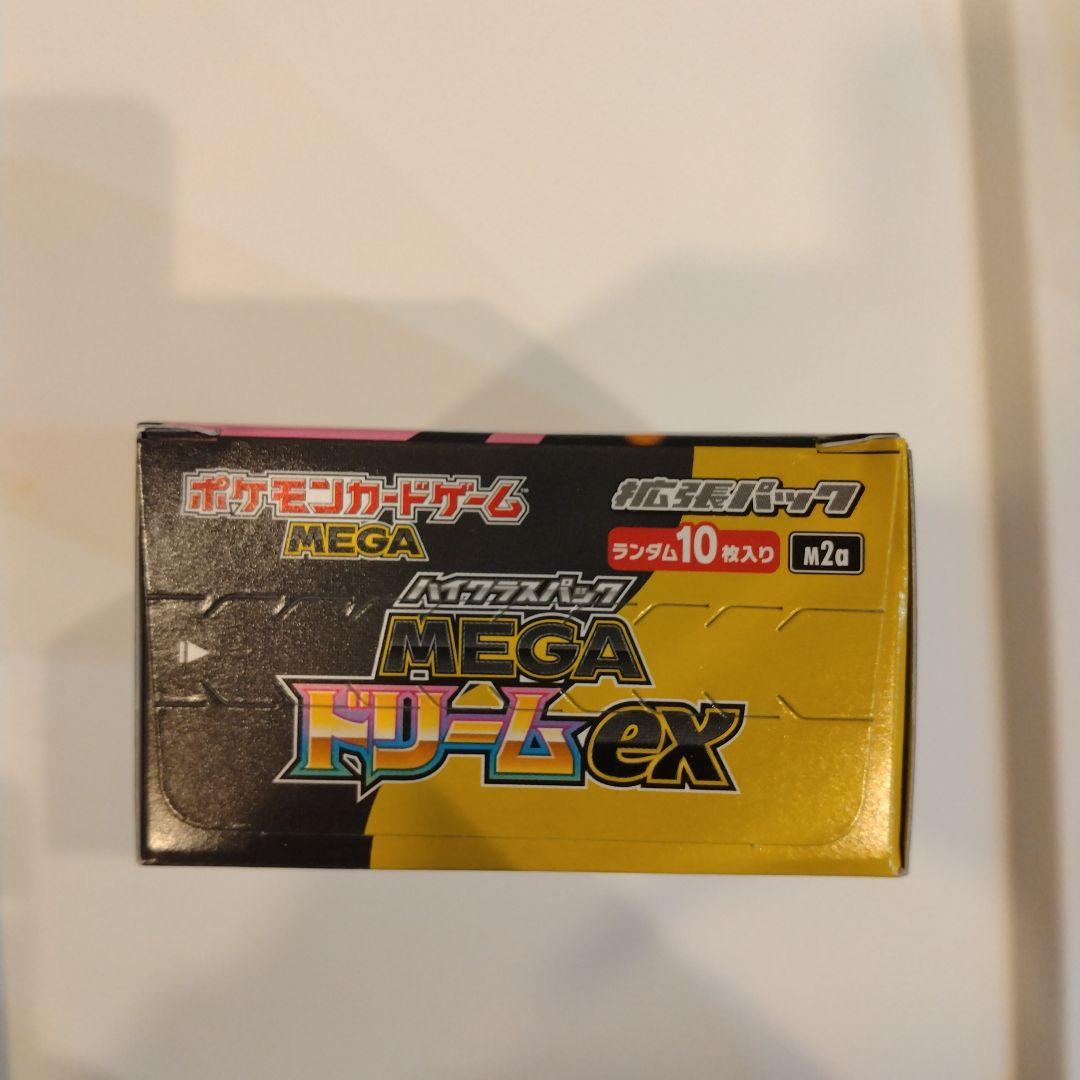 ポケモンカードゲーム™
MEGA
拡張パック
ランダム10枚入り
M2a
ハイクラスパック
MEGA
ドリームex